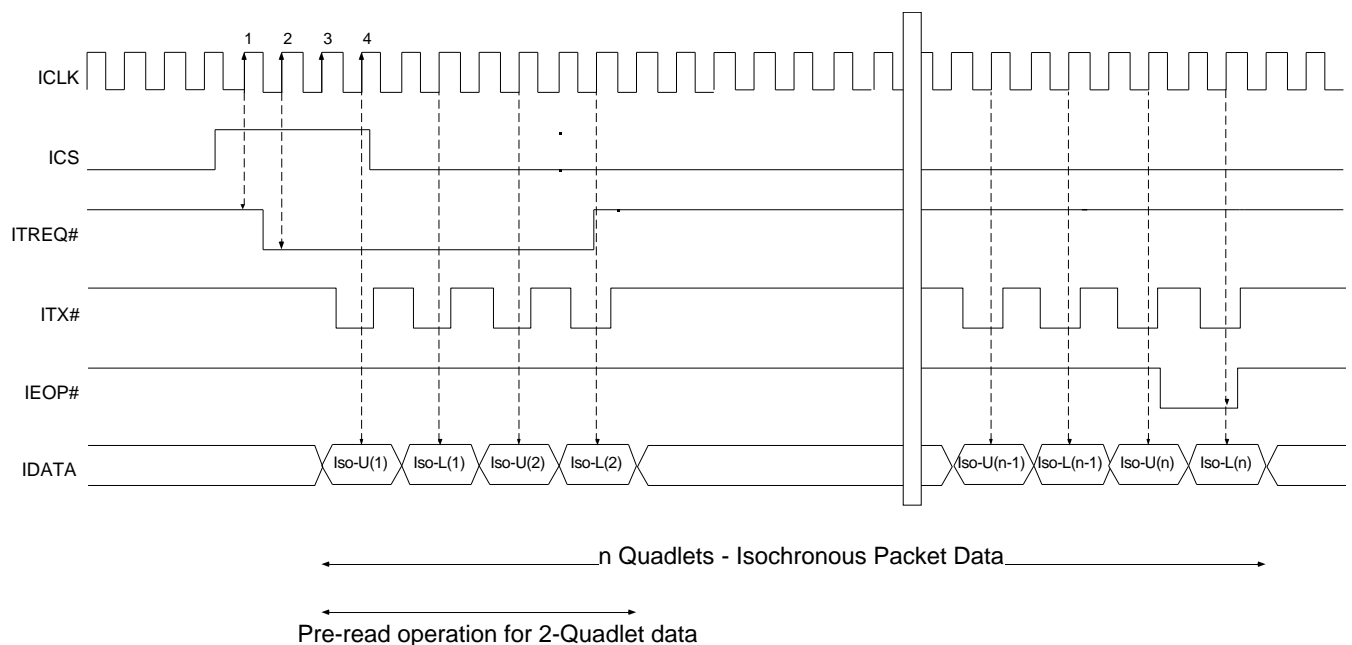 1 2 3 4
ICLK
ICS
ITREQ#
ITX#
IEOP#
IDATA Iso-U(1) Iso-L(1) Iso-U(2) Iso-L(2) Iso-U(n-1) Iso-L(n-1) Iso-U(n) Iso-L(n)
n Quadlets - Isochronous Packet Data
Pre-read operation for 2-Quadlet data